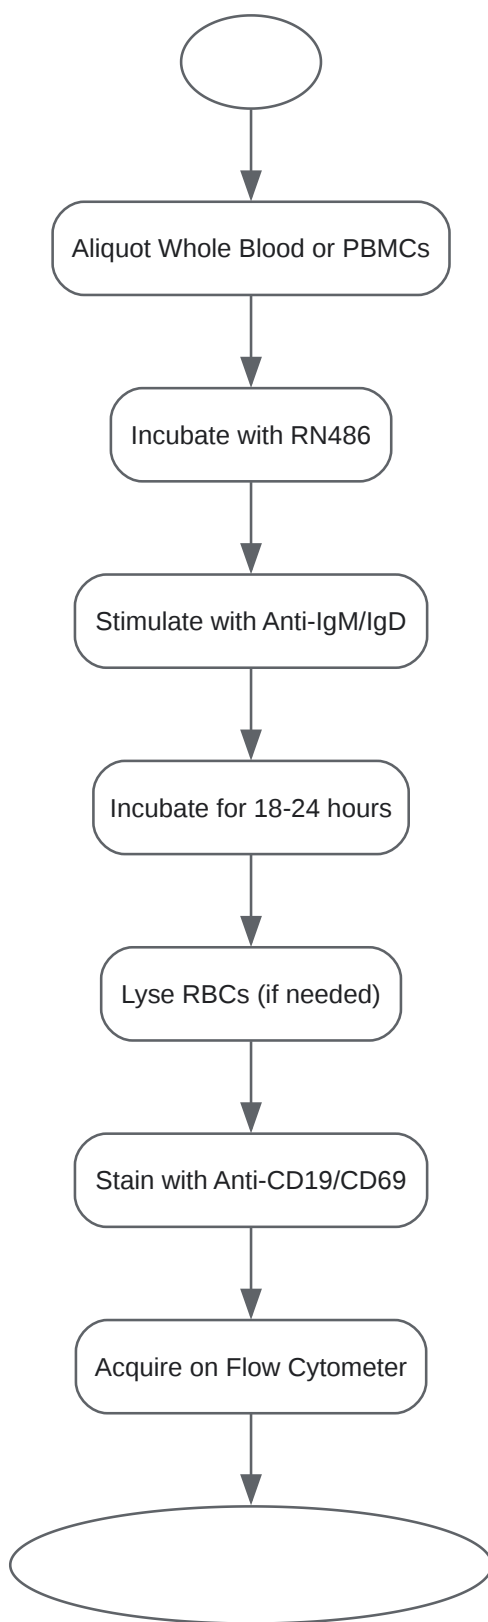 Aliquot Whole Blood or PBMCs
Incubate with RN486
Stimulate with Anti-IgM/IgD
Incubate for 18-24 hours
Lyse RBCs (if needed)
Stain with Anti-CD19/CD69
Acquire on Flow Cytometer